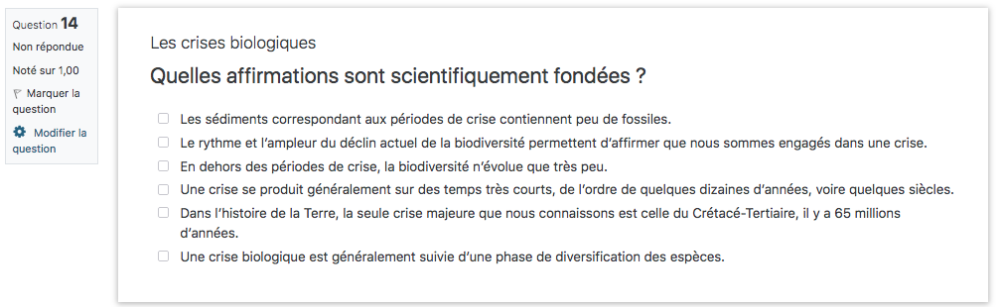 Question 14
Non répondue
Noté sur 1,00
Marquer la
question
Modifier la
question
Les crises biologiques
Quelles affirmations sont scientifiquement fondées ?
Les sédiments correspondant aux périodes de crise contiennent peu de fossiles.
Le rythme et l’ampleur du déclin actuel de la biodiversité permettent d’affirmer que nous sommes engagés dans une crise.
En dehors des périodes de crise, la biodiversité n’évolue que très peu.
Une crise se produit généralement sur des temps très courts, de l’ordre de quelques dizaines d’années, voire quelques siècles.
Dans l’histoire de la Terre, la seule crise majeure que nous connaissons est celle du Crétacé-Tertiaire, il y a 65 millions
d’années.
Une crise biologique est généralement suivie d’une phase de diversification des espèces.